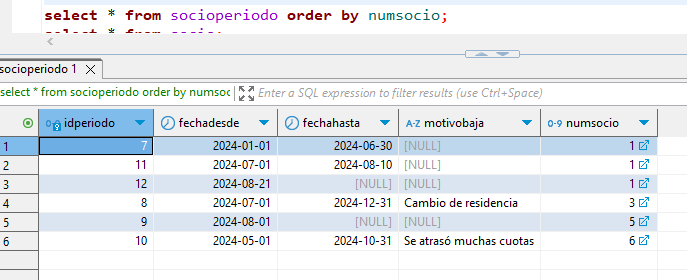 select * from socioperiodo order by numsocio;
select * from socio;
socioperiodo 1
select * from socioperiodo order by numsoc Enter a SQL expression to filter results (use Ctrl+Space)
0-9 idperiodo fechadesde fechahasta A-Z motivobaja 0-9 numsocio
1 7 2024-01-01 2024-06-30 [NULL] 1
2 11 2024-07-01 2024-08-10 [NULL] 1
3 12 2024-08-21 [NULL] [NULL] 1
4 8 2024-07-01 2024-12-31 Cambio de residencia 3
5 9 2024-08-01 [NULL] [NULL] 5
6 10 2024-05-01 2024-10-31 Se atrasó muchas cuotas 6